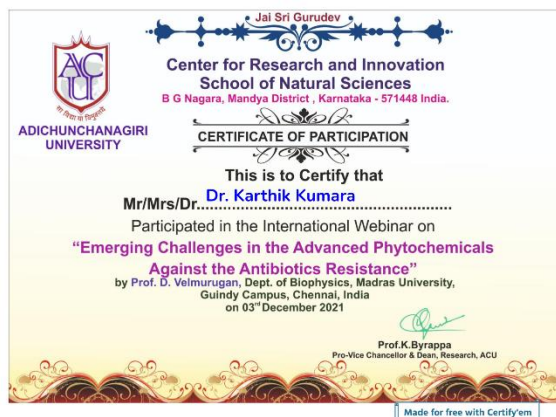 Jai Sri Gurudev
Center for Research and Innovation
School of Natural Sciences
B G Nagara, Mandya District , Karnataka - 571448 India.
ACU
ADICHUNCHANAGIRI
UNIVERSITY
CERTIFICATE OF PARTICIPATION
This is to Certify that
Mr/Mrs/Dr. Dr. Karthik Kumara
Participated in the International Webinar on
“Emerging Challenges in the Advanced Phytochemicals
Against the Antibiotics Resistance”
by Prof. D. Velmurugan, Dept. of Biophysics, Madras University,
Guindy Campus, Chennai, India
on 03rd December 2021
Prof.K.Byrappa
Pro-Vice Chancellor & Dean, Research, ACU
Made for free with Certify'em